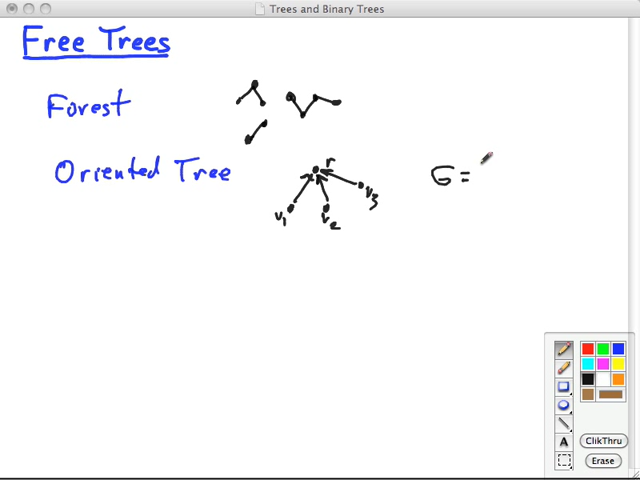 Trees and Binary Trees
Free Trees
Forest
Oriented Tree
r
G =
v3
v1
v2
A
ClikThru
Erase